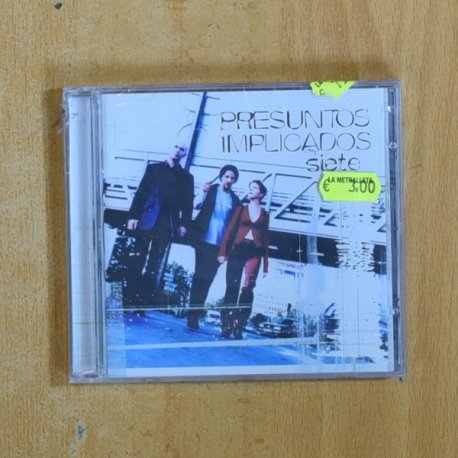 PRESUNTOS
IMPLICADOS
siete
LA METRALLETA
€ 3.00